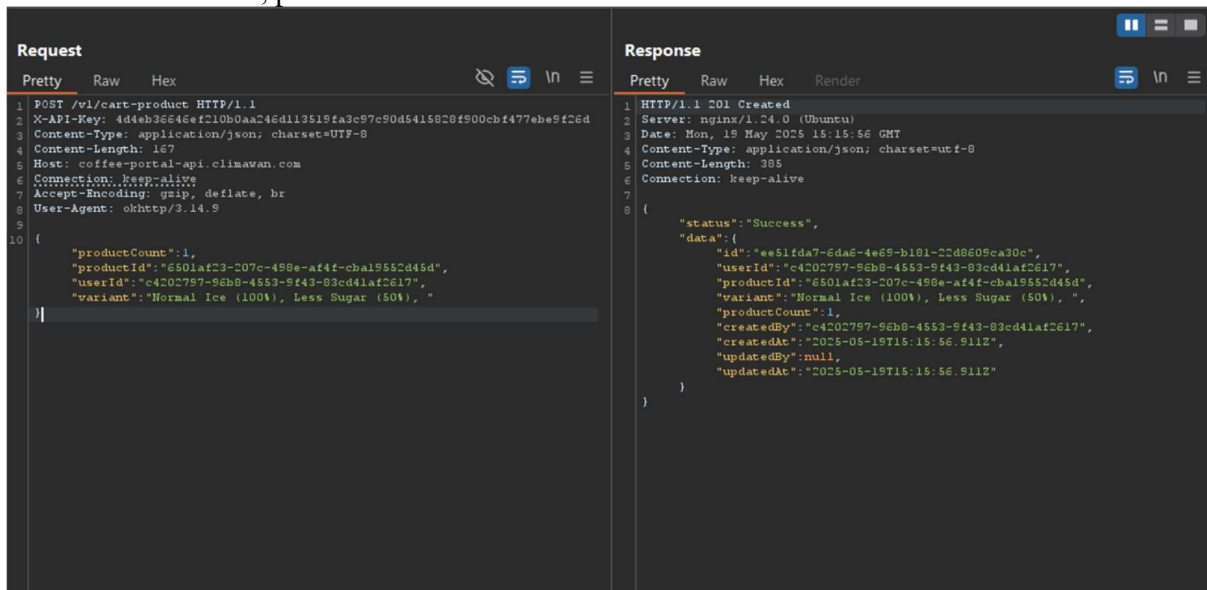 Request
Pretty Raw Hex
\n
1 POST /v1/cart-product HTTP/1.1
2 X-API-Key: 4d4eb36646ef210b0aa246d113519fa3c97c90d5415828f900cbf477ebe9f26d
3 Content-Type: application/json; charset=UTF-8
4 Content-Length: 167
5 Host: coffee-portal-api.climawan.com
6 Connection: keep-alive
7 Accept-Encoding: gzip, deflate, br
8 User-Agent: okhttp/3.14.9
9
10 {
"productCount":1,
"productId":"6501af23-207c-498e-af4f-cba19552d45d",
"userId":"c4202797-96b8-4553-9f43-83cd41af2617",
"variant":"Normal Ice (100%), Less Sugar (50%), "
}
Response
Pretty Raw Hex Render
\n
1 HTTP/1.1 201 Created
2 Server: nginx/1.24.0 (Ubuntu)
3 Date: Mon, 19 May 2025 15:15:56 GMT
4 Content-Type: application/json; charset=utf-8
5 Content-Length: 385
6 Connection: keep-alive
7
8 {
"status":"Success",
"data":{
"id":"ee51fda7-6da6-4e69-b181-22d8609ca30c",
"userId":"c4202797-96b8-4553-9f43-83cd41af2617",
"productId":"6501af23-207c-498e-af4f-cba19552d45d",
"variant":"Normal Ice (100%), Less Sugar (50%), ",
"productCount":1,
"createdBy":"c4202797-96b8-4553-9f43-83cd41af2617",
"createdAt":"2025-05-19T15:15:56.911Z",
"updatedBy":null,
"updatedAt":"2025-05-19T15:15:56.911Z"
}
}